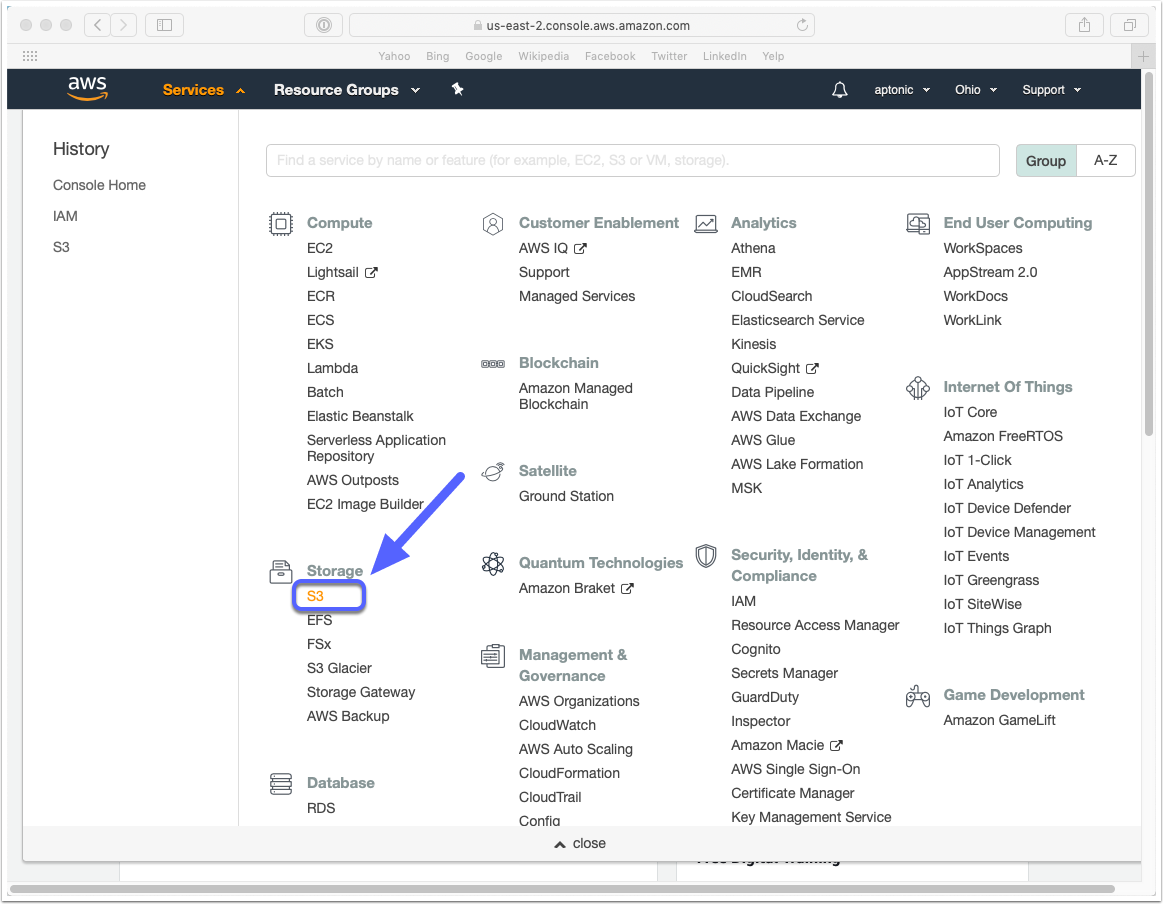 us-east-2.console.aws.amazon.com
Yahoo Bing Google Wikipedia Facebook Twitter LinkedIn Yelp
aws Services Resource Groups aptonic Ohio Support
History
Console Home
IAM
S3
Find a service by name or feature (for example, EC2, S3 or VM, storage).
Group A-Z
Compute
EC2
Lightsail
ECR
ECS
EKS
Lambda
Batch
Elastic Beanstalk
Serverless Application
Repository
AWS Outposts
EC2 Image Builder
Storage
S3
EFS
FSx
S3 Glacier
Storage Gateway
AWS Backup
Database
RDS
Customer Enablement
AWS IQ
Support
Managed Services
Blockchain
Amazon Managed
Blockchain
Satellite
Ground Station
Quantum Technologies
Amazon Braket
Management &
Governance
AWS Organizations
CloudWatch
AWS Auto Scaling
CloudFormation
CloudTrail
Config
Analytics
Athena
EMR
CloudSearch
Elasticsearch Service
Kinesis
QuickSight
Data Pipeline
AWS Data Exchange
AWS Glue
AWS Lake Formation
MSK
Security, Identity, &
Compliance
IAM
Resource Access Manager
Cognito
Secrets Manager
GuardDuty
Inspector
Amazon Macie
AWS Single Sign-On
Certificate Manager
Key Management Service
End User Computing
WorkSpaces
AppStream 2.0
WorkDocs
WorkLink
Internet Of Things
IoT Core
Amazon FreeRTOS
IoT 1-Click
IoT Analytics
IoT Device Defender
IoT Device Management
IoT Events
IoT Greengrass
IoT SiteWise
IoT Things Graph
Game Development
Amazon GameLift
close
Free Digital Training